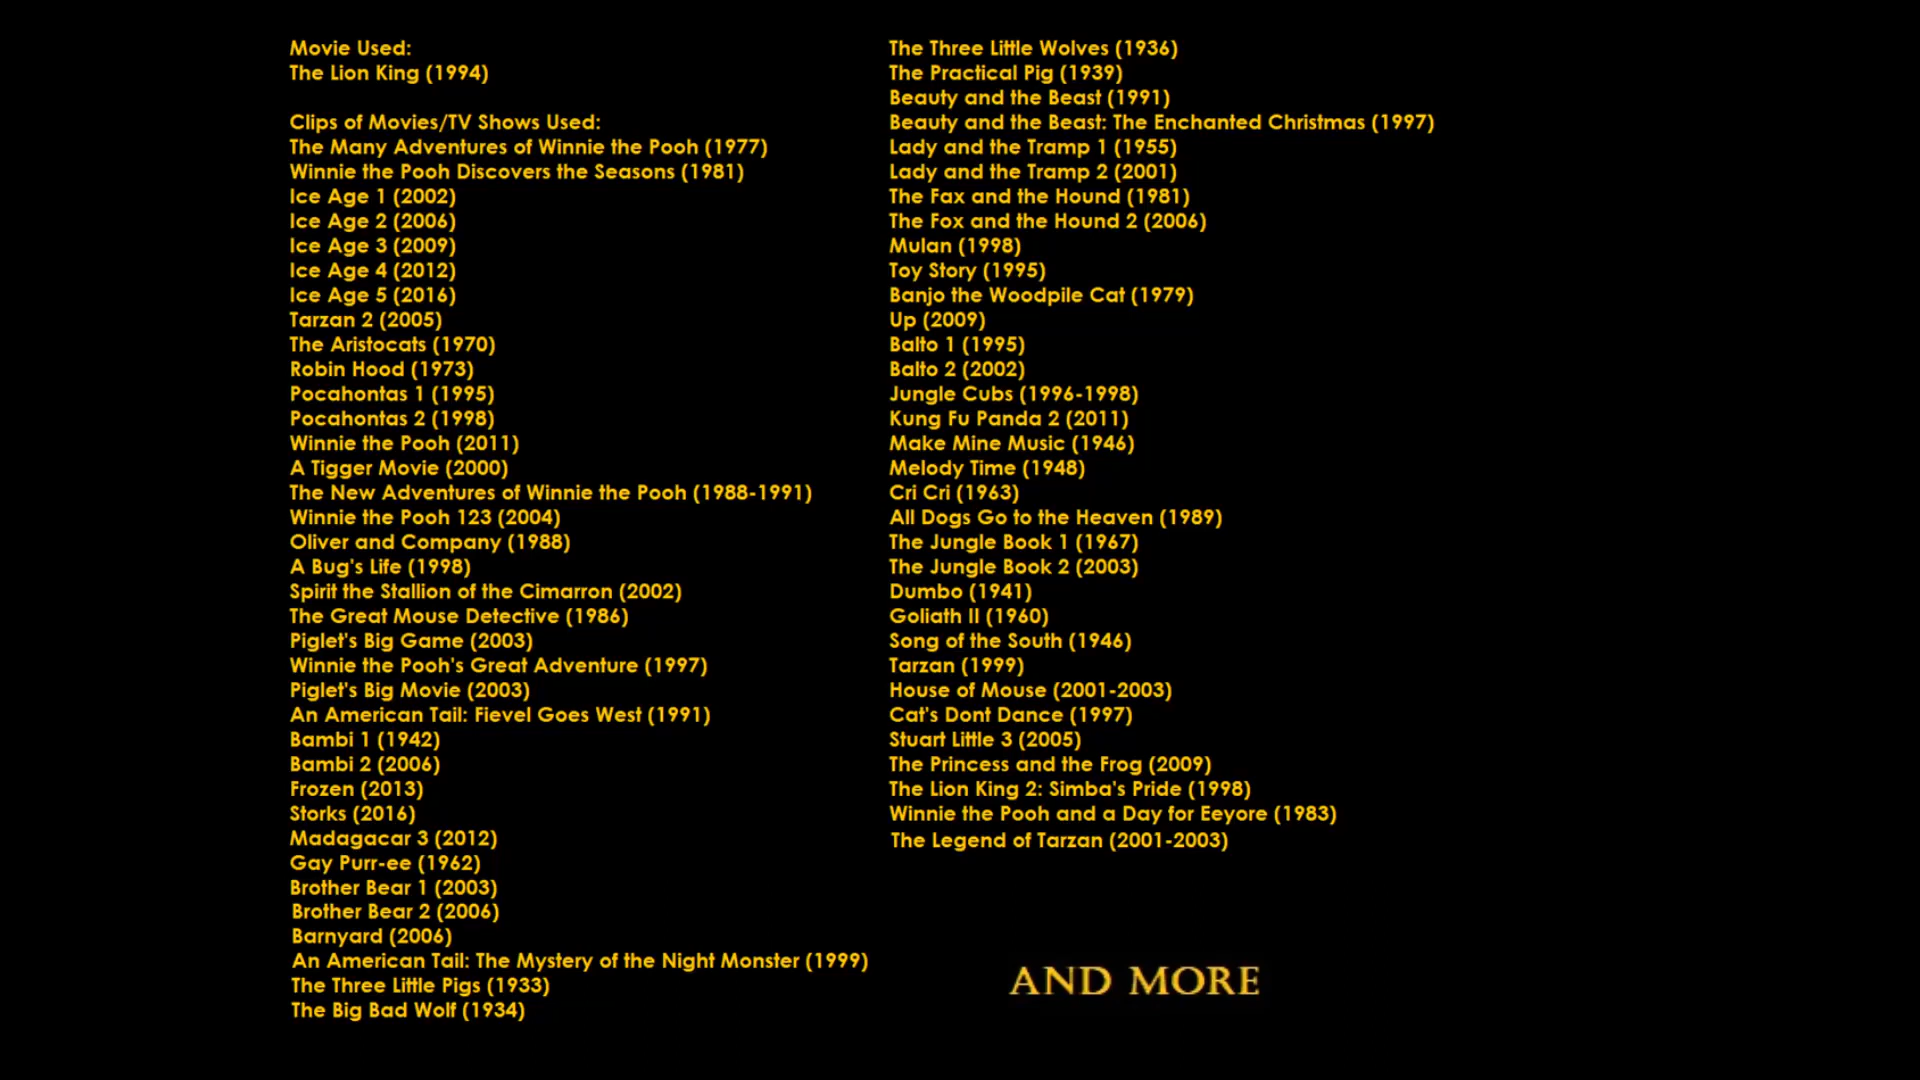 Movie Used:
The Lion King (1994)
Clips of Movies/TV Shows Used:
The Many Adventures of Winnie the Pooh (1977)
Winnie the Pooh Discovers the Seasons (1981)
Ice Age 1 (2002)
Ice Age 2 (2006)
Ice Age 3 (2009)
Ice Age 4 (2012)
Ice Age 5 (2016)
Tarzan 2 (2005)
The Aristocats (1970)
Robin Hood (1973)
Pocahontas 1 (1995)
Pocahontas 2 (1998)
Winnie the Pooh (2011)
A Tigger Movie (2000)
The New Adventures of Winnie the Pooh (1988-1991)
Winnie the Pooh 123 (2004)
Oliver and Company (1988)
A Bug's Life (1998)
Spirit the Stallion of the Cimarron (2002)
The Great Mouse Detective (1986)
Piglet's Big Game (2003)
Winnie the Pooh's Great Adventure (1997)
Piglet's Big Movie (2003)
An American Tail: Fievel Goes West (1991)
Bambi 1 (1942)
Bambi 2 (2006)
Frozen (2013)
Storks (2016)
Madagacar 3 (2012)
Gay Purr-ee (1962)
Brother Bear 1 (2003)
Brother Bear 2 (2006)
Barnyard (2006)
An American Tail: The Mystery of the Night Monster (1999)
The Three Little Pigs (1933)
The Big Bad Wolf (1934)
The Three Little Wolves (1936)
The Practical Pig (1939)
Beauty and the Beast (1991)
Beauty and the Beast: The Enchanted Christmas (1997)
Lady and the Tramp 1 (1955)
Lady and the Tramp 2 (2001)
The Fax and the Hound (1981)
The Fox and the Hound 2 (2006)
Mulan (1998)
Toy Story (1995)
Banjo the Woodpile Cat (1979)
Up (2009)
Balto 1 (1995)
Balto 2 (2002)
Jungle Cubs (1996-1998)
Kung Fu Panda 2 (2011)
Make Mine Music (1946)
Melody Time (1948)
Cri Cri (1963)
All Dogs Go to the Heaven (1989)
The Jungle Book 1 (1967)
The Jungle Book 2 (2003)
Dumbo (1941)
Goliath II (1960)
Song of the South (1946)
Tarzan (1999)
House of Mouse (2001-2003)
Cat's Dont Dance (1997)
Stuart Little 3 (2005)
The Princess and the Frog (2009)
The Lion King 2: Simba's Pride (1998)
Winnie the Pooh and a Day for Eeyore (1983)
The Legend of Tarzan (2001-2003)
AND MORE